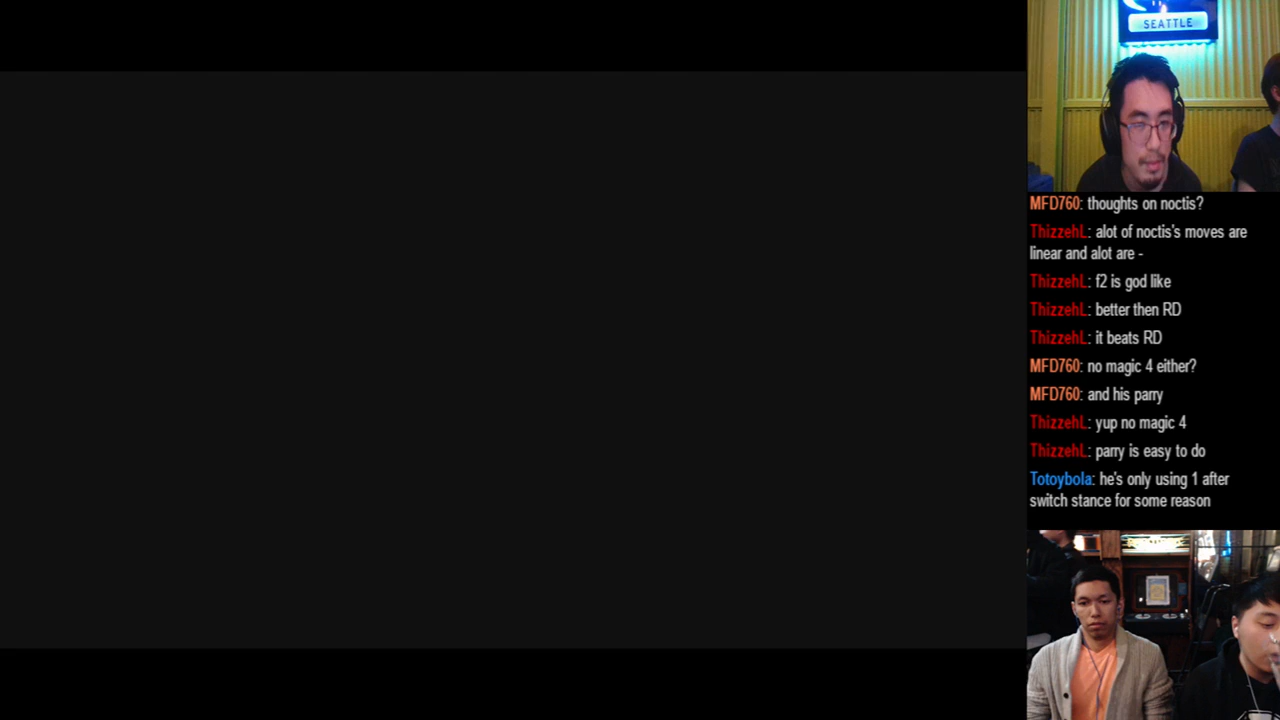 SEATTLE
MFD760: thoughts on noctis?
ThizzehL: alot of noctis's moves are
linear and alot are -
ThizzehL: f2 is god like
ThizzehL: better then RD
ThizzehL: it beats RD
MFD760: no magic 4 either?
MFD760: and his parry
ThizzehL: yup no magic 4
ThizzehL: parry is easy to do
Totoybola: he's only using 1 after
switch stance for some reason